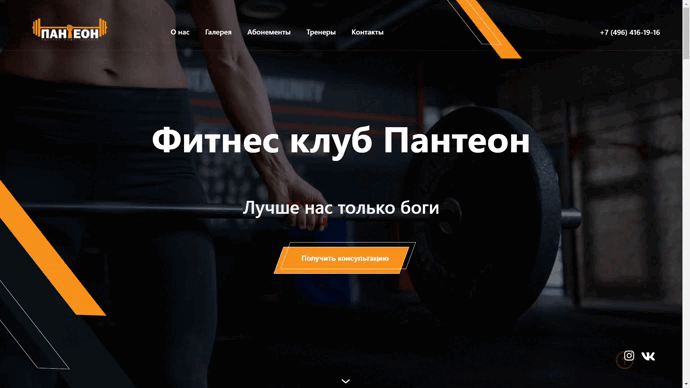 ПАНТЕОН
О нас
Галерея
Абонементы
Тренеры
Контакты
+7 (496) 416-19-16
Фитнес клуб Пантеон
Лучше нас только боги
Получить консультацию